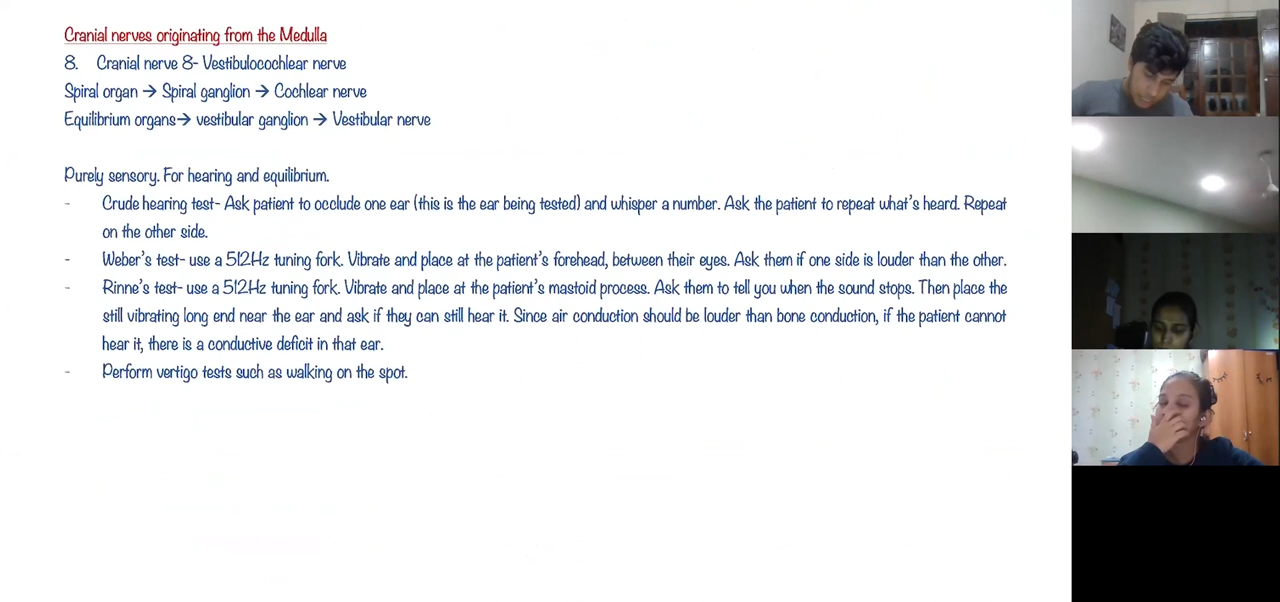 Cranial nerves originating from the Medulla
8. Cranial nerve 8- Vestibulocochlear nerve
Spiral organ → Spiral ganglion → Cochlear nerve
Equilibrium organs→ vestibular ganglion → Vestibular nerve
Purely sensory. For hearing and equilibrium.
- Crude hearing test- Ask patient to occlude one ear (this is the ear being tested) and whisper a number. Ask the patient to repeat what's heard. Repeat
on the other side.
- Weber's test- use a 512Hz tuning fork. Vibrate and place at the patient's forehead, between their eyes. Ask them if one side is louder than the other.
- Rinne's test- use a 512Hz tuning fork. Vibrate and place at the patient's mastoid process. Ask them to tell you when the sound stops. Then place the
still vibrating long end near the ear and ask if they can still hear it. Since air conduction should be louder than bone conduction, if the patient cannot
hear it, there is a conductive deficit in that ear.
- Perform vertigo tests such as walking on the spot.